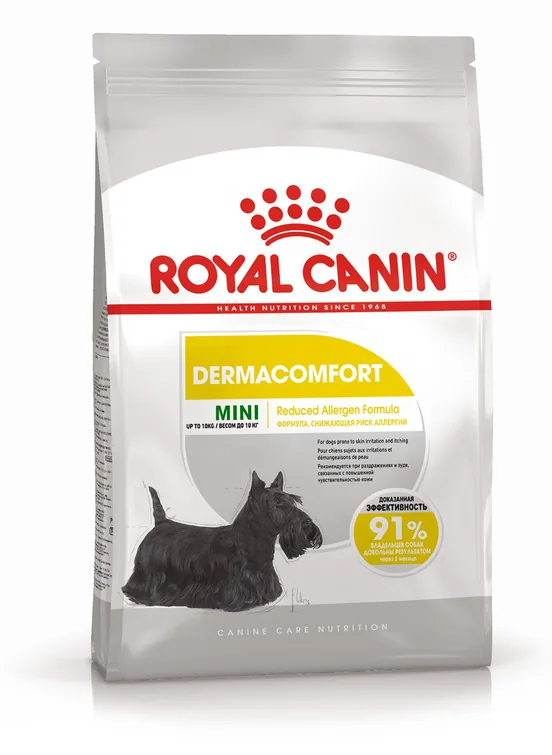 ROYAL CANIN®
HEALTH NUTRITION SINCE 1968
DERMACOMFORT
MINI
UP TO 10KG / ВЕСОМ ДО 10 КГ
Reduced Allergen Formula
ФОРМУЛА, СНИЖАЮЩАЯ РИСК АЛЛЕРГИИ
For dogs prone to skin irritation and itching
Pour chiens sujets aux irritations et
démangeaisons de peau
Рекомендуется при раздражениях и зуде,
связанных с повышенной
чувствительностью кожи
ДОКАЗАННАЯ
ЭФФЕКТИВНОСТЬ
91%
ВЛАДЕЛЬЦЕВ СОБАК
ДОВОЛЬНЫ РЕЗУЛЬТАТОМ
через 2 месяца
CANINE CARE NUTRITION